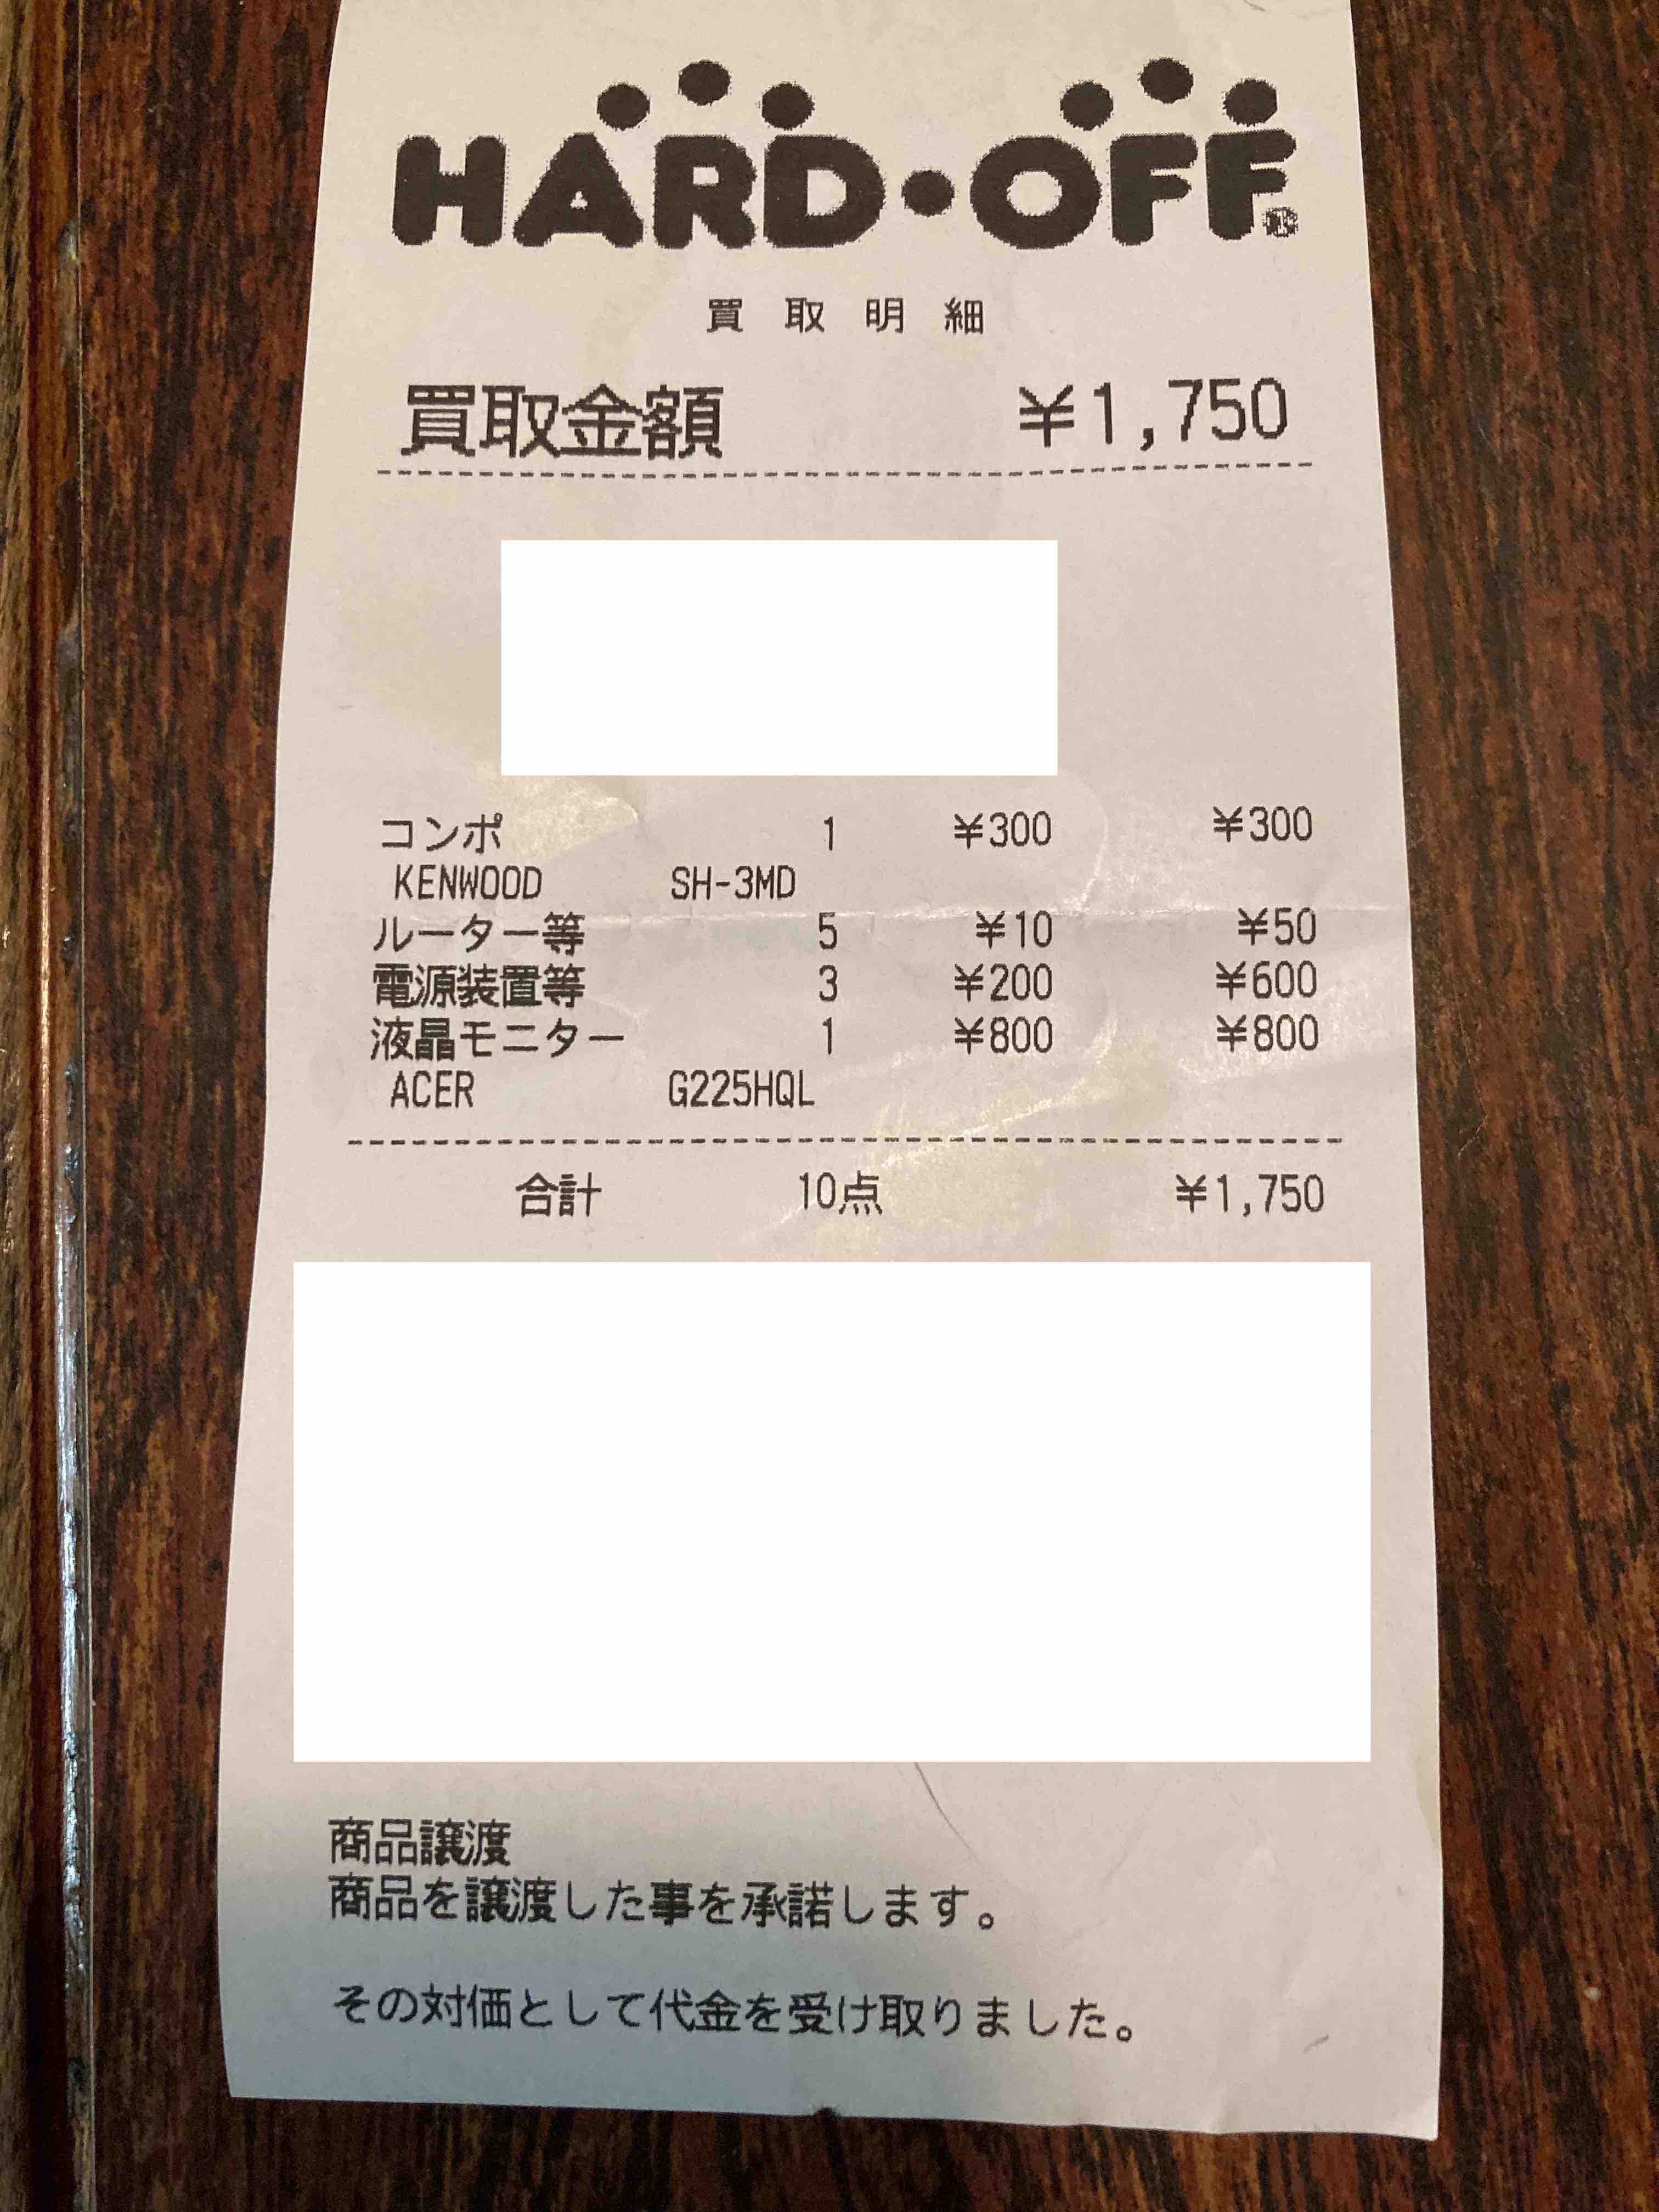 HARD・OFF®
買取明細
買取金額 ¥1,750
コンポ 1 ¥300 ¥300
KENWOOD SH-3MD
ルーター等 5 ¥10 ¥50
電源装置等 3 ¥200 ¥600
液晶モニター 1 ¥800 ¥800
ACER G225HQL
合計 10点 ¥1,750
商品譲渡
商品を譲渡した事を承諾します。
その対価として代金を受け取りました。